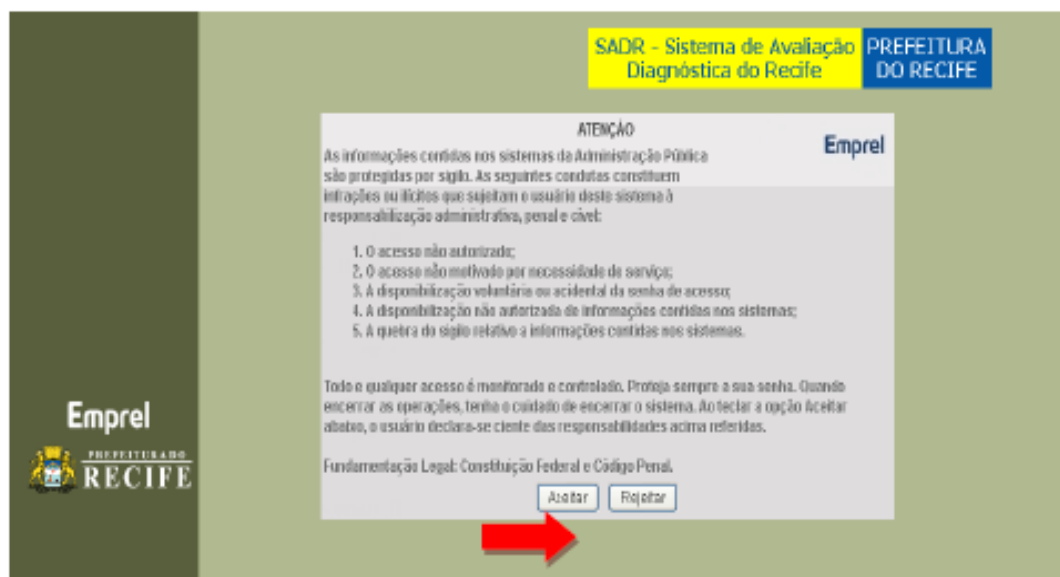 SADR - Sistema de Avaliação
Diagnóstica do Recife
PREFEITURA
DO RECIFE
ATENÇÃO
Emprel
As informações contidas nos sistemas da Administração Pública
são protegidas por sigilo. As seguintes condutas constituem
infrações ou ilícitos que sujeitam o usuário deste sistema à
responsabilização administrativa, penal e cível:
1. O acesso não autorizado;
2. O acesso não motivado por necessidade de serviço;
3. A disponibilização voluntária ou acidental da senha de acesso;
4. A disponibilização não autorizada de informações contidas nos sistemas;
5. A quebra do sigilo relativo a informações contidas nos sistemas.
Todo e qualquer acesso é monitorado e controlado. Proteja sempre a sua senha. Quando
encerrar as operações, tenha o cuidado de encerrar o sistema. Ao teclar a opção Aceitar
abaixo, o usuário declara-se ciente das responsabilidades acima referidas.
Fundamentação Legal: Constituição Federal e Código Penal.
Aceitar
Rejeitar
Emprel
PREFEITURA DO
RECIFE